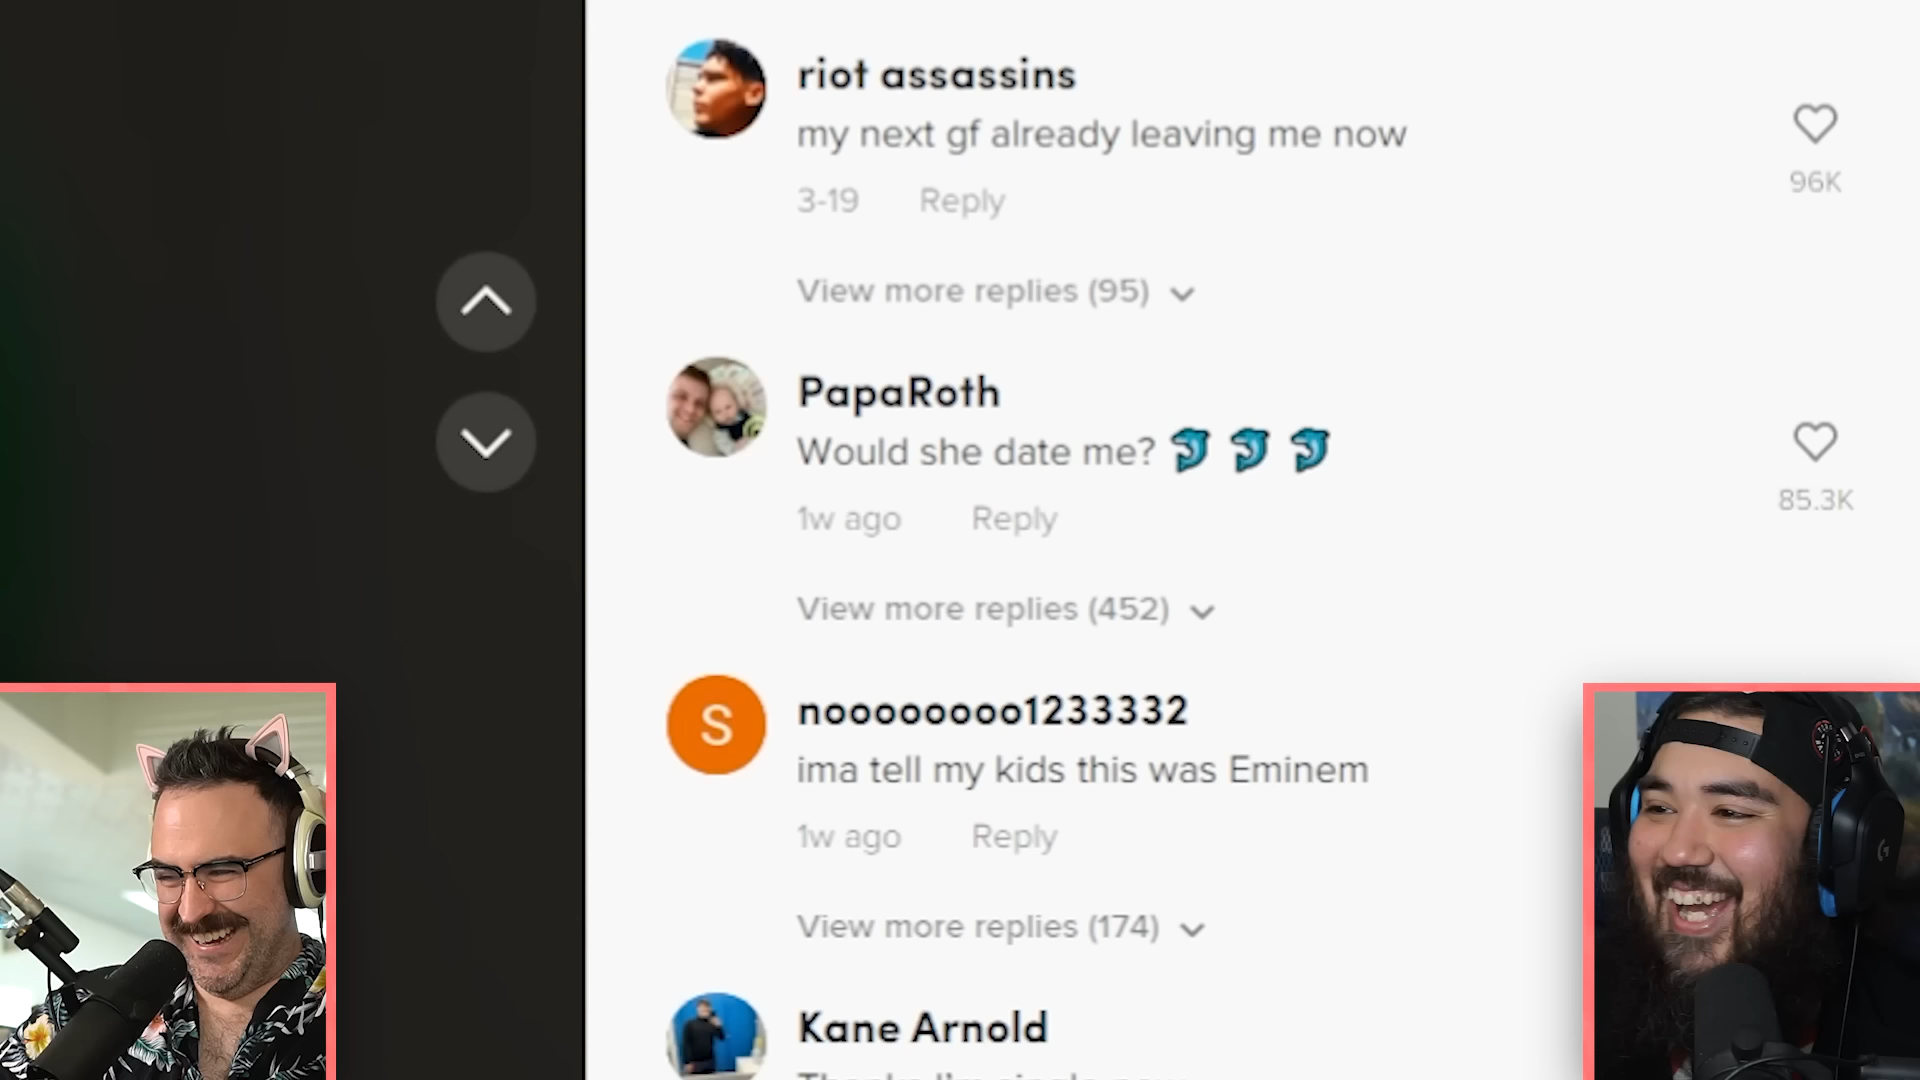 riot assassins
my next gf already leaving me now
96K
3-19 Reply
View more replies (95)
PapaRoth
Would she date me? 🐬 🐬 🐬
85.3K
1w ago Reply
View more replies (452)
S
noooooooo1233332
ima tell my kids this was Eminem
1w ago Reply
View more replies (174)
Kane Arnold